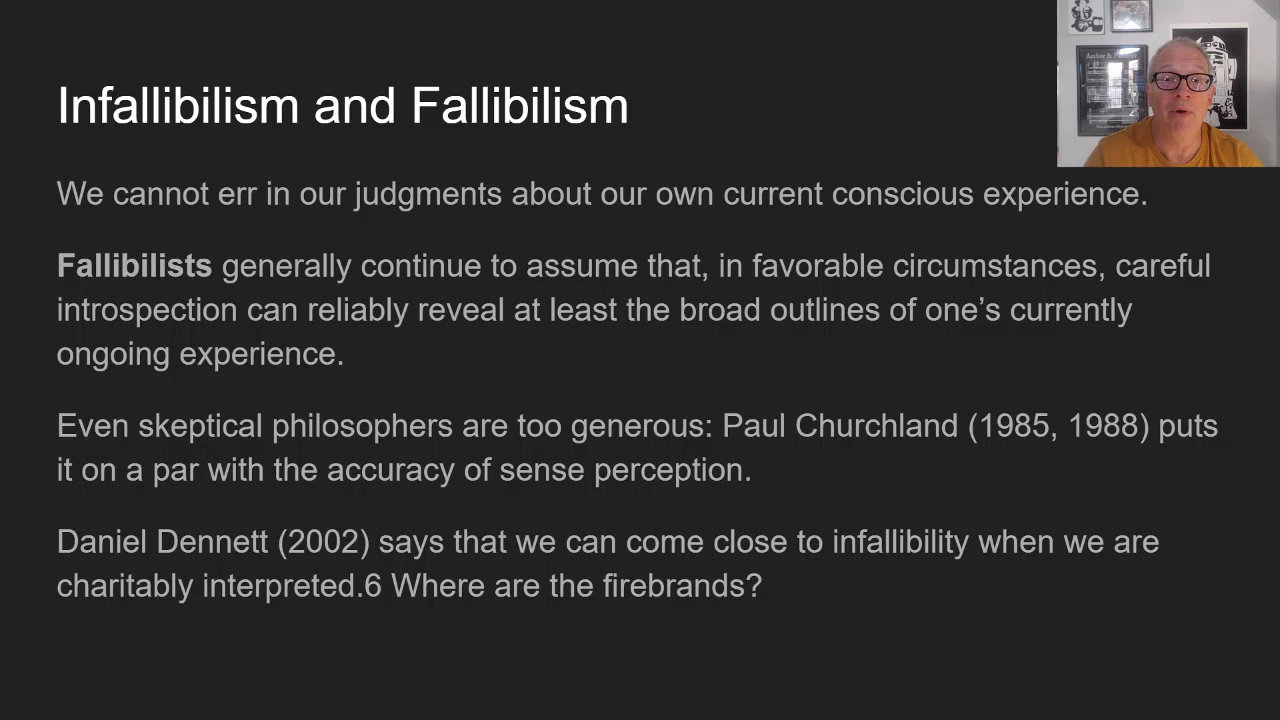 Infallibilism and Fallibilism
We cannot err in our judgments about our own current conscious experience.
Fallibilists generally continue to assume that, in favorable circumstances, careful
introspection can reliably reveal at least the broad outlines of one’s currently
ongoing experience.
Even skeptical philosophers are too generous: Paul Churchland (1985, 1988) puts
it on a par with the accuracy of sense perception.
Daniel Dennett (2002) says that we can come close to infallibility when we are
charitably interpreted.6 Where are the firebrands?